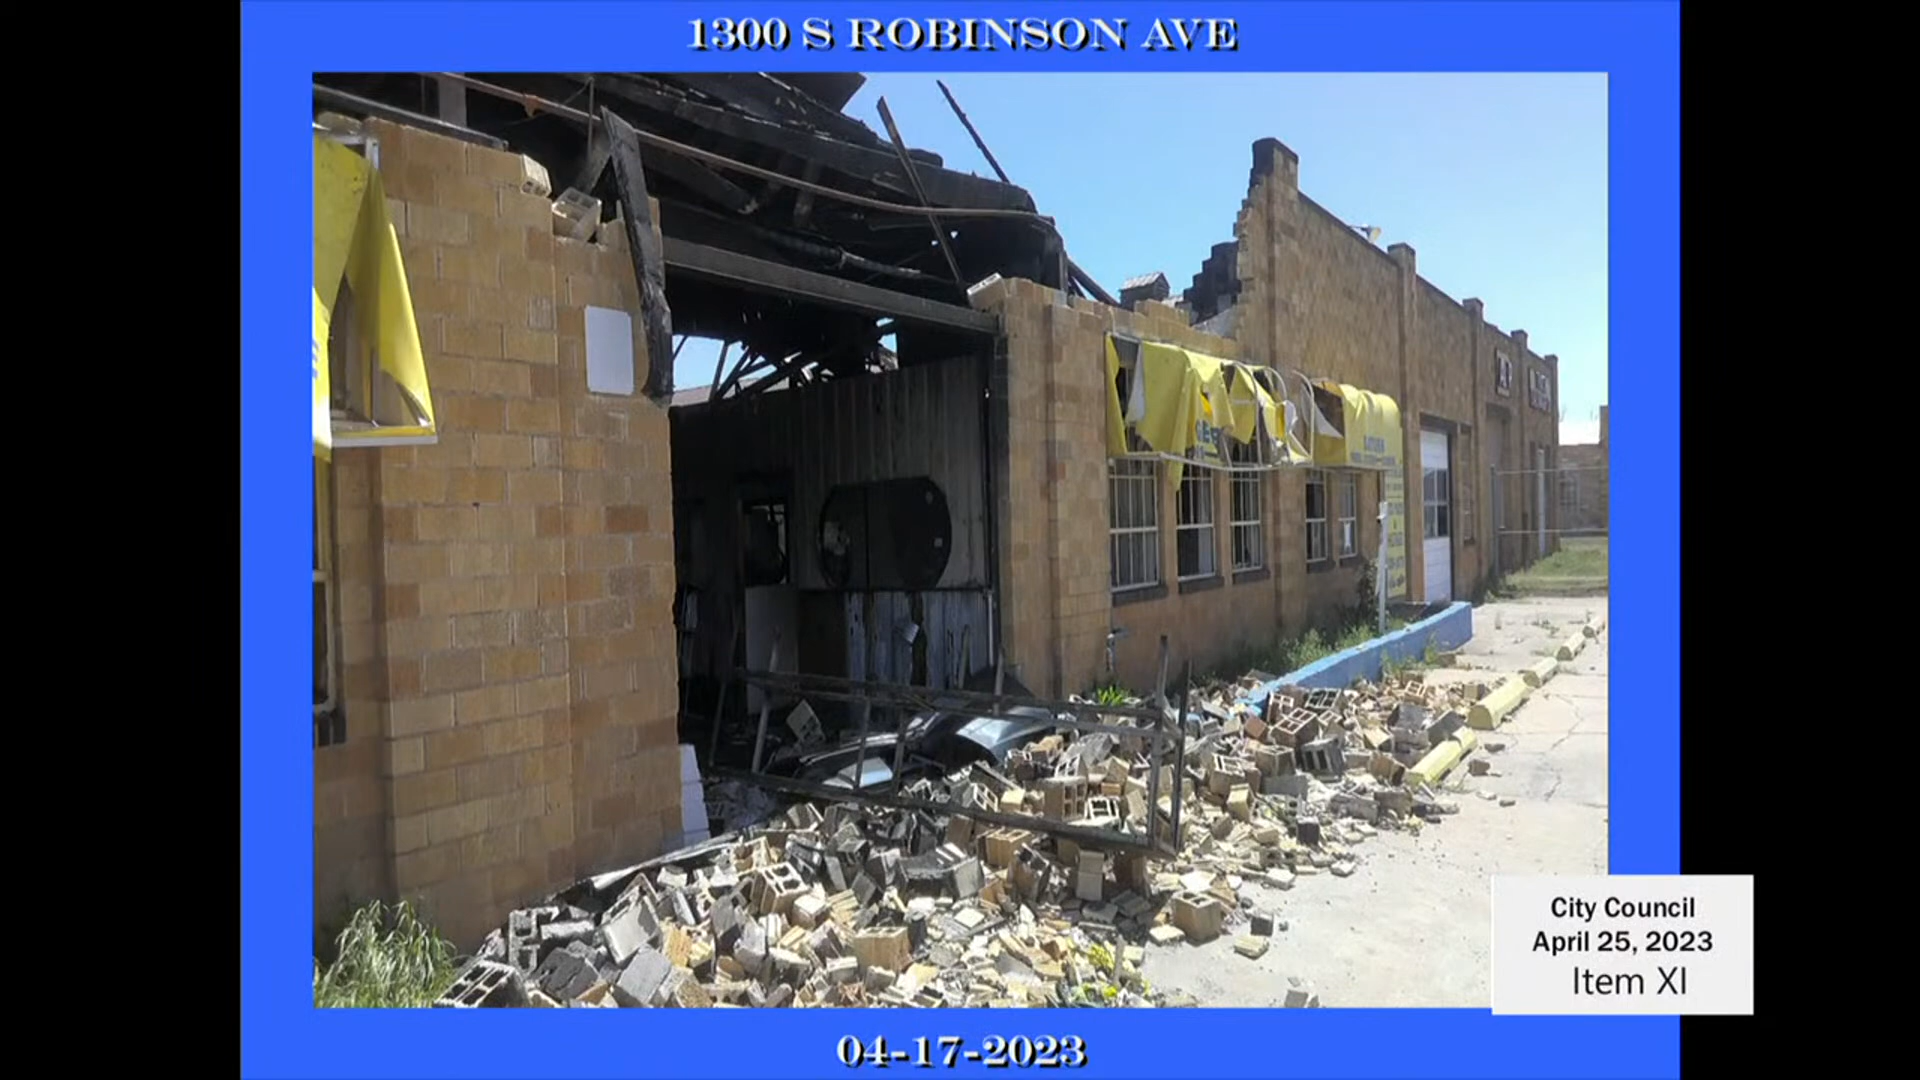 1300 S ROBINSON AVE
City Council
April 25, 2023
Item XI
04-17-2023